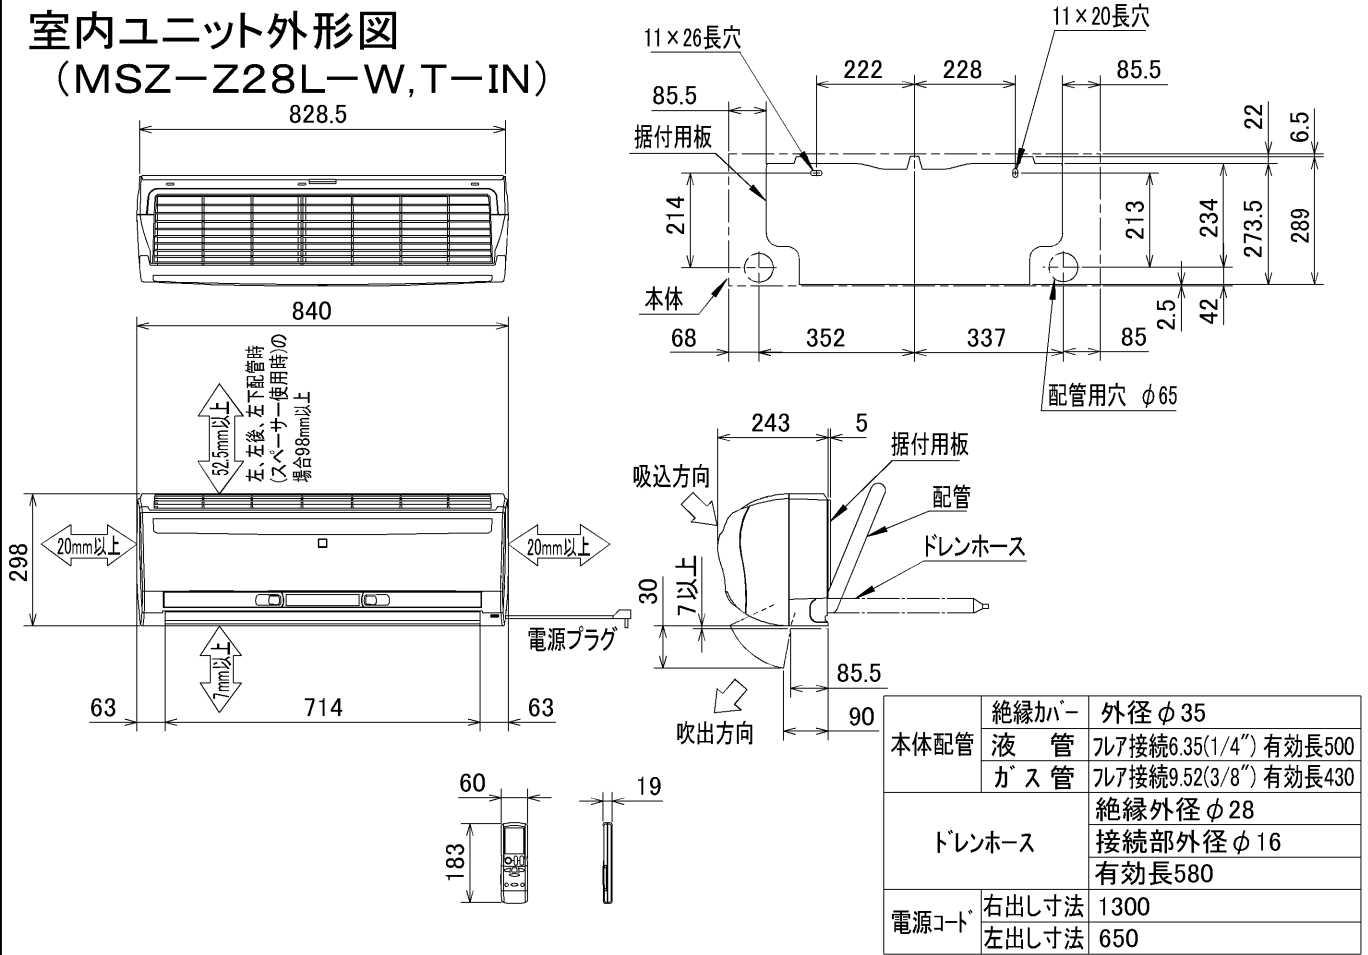 室内ユニット外形図
（MSZ－Z28L－W,T－IN）
828.5
840
52.5mm以上
左、左後、左下配管時
(スペーサー使用時)の
場合98mm以上
20mm以上
20mm以上
298
電源プラグ
7mm以上
63
714
63
11×26長穴
11×20長穴
222
228
85.5
85.5
据付用板
22
6.5
214
213
234
273.5
289
本体
2.5
42
68
352
337
85
配管用穴 φ65
243
5
据付用板
吸込方向
配管
ドレンホース
30
7以上
85.5
90
吹出方向
60
19
183
本体配管
絶縁カバー 外径φ35
液 管 フレア接続6.35(1/4″) 有効長500
ガス管 フレア接続9.52(3/8″) 有効長430
ドレンホース
絶縁外径φ28
接続部外径φ16
有効長580
電源コード
右出し寸法 1300
左出し寸法 650